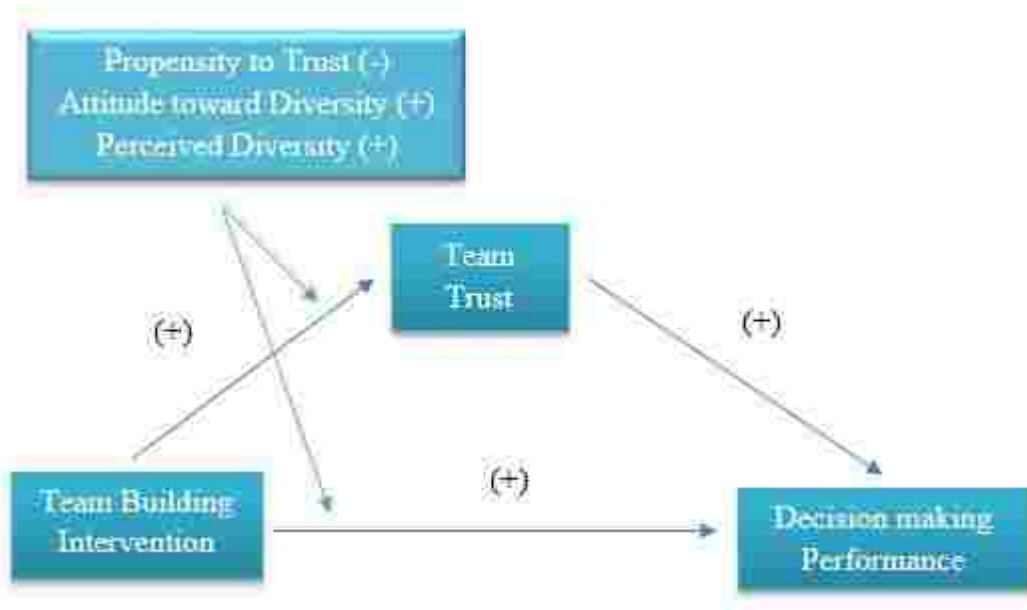 Propensity to Trust (-)
Attitude toward Diversity (+)
Perceived Diversity (+)
Team
Trust
(+)
(+)
(+)
Team Building
Intervention
Decision making
Performance